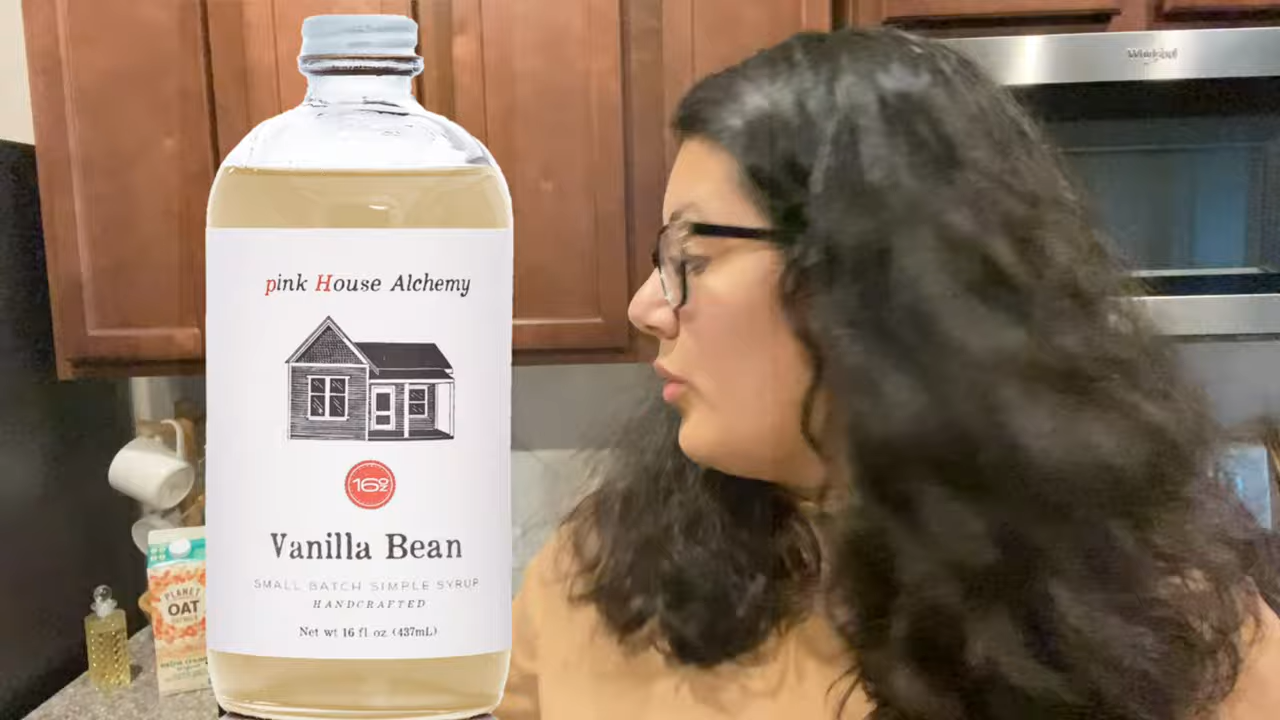 pink House Alchemy
16oz
Vanilla Bean
SMALL BATCH SIMPLE SYRUP
HANDCRAFTED
Net wt 16 fl oz (437mL)
PLANET
OAT
Whirlpool